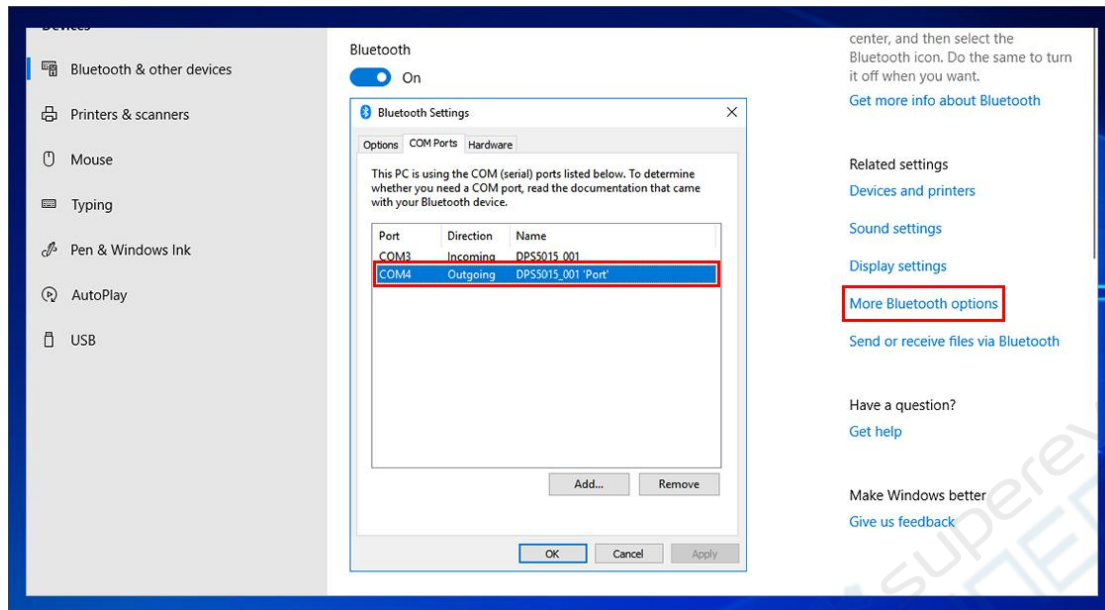 Devices
Bluetooth & other devices
Printers & scanners
Mouse
Typing
Pen & Windows Ink
AutoPlay
USB
Bluetooth
On
Bluetooth Settings
Options COM Ports Hardware
This PC is using the COM (serial) ports listed below. To determine
whether you need a COM port, read the documentation that came
with your Bluetooth device.
Port Direction Name
COM3 Incoming DPS5015_001
COM4 Outgoing DPS5015_001 'Port'
Add... Remove
OK Cancel Apply
center, and then select the
Bluetooth icon. Do the same to turn
it off when you want.
Get more info about Bluetooth
Related settings
Devices and printers
Sound settings
Display settings
More Bluetooth options
Send or receive files via Bluetooth
Have a question?
Get help
Make Windows better
Give us feedback